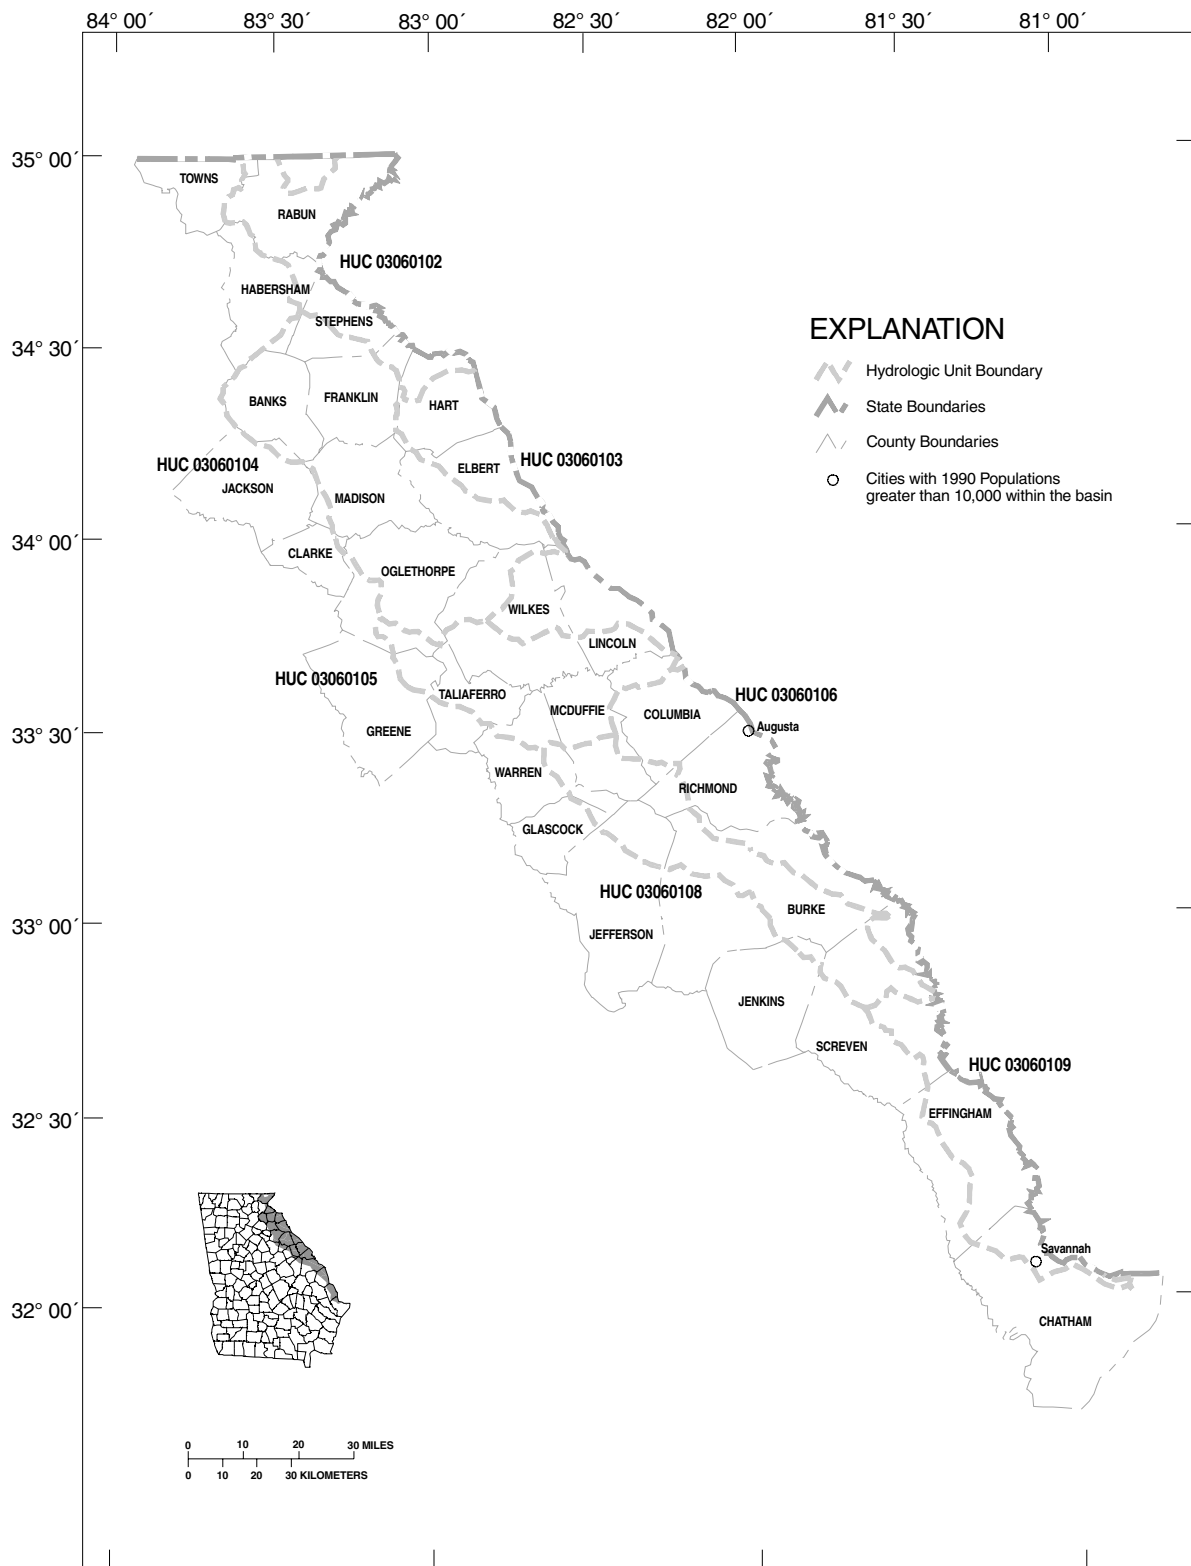 84° 00´ 83° 30´ 83° 00´ 82° 30´ 82° 00´ 81° 30´ 81° 00´
35° 00´
TOWNS
RABUN
HUC 03060102
HABERSHAM
STEPHENS
EXPLANATION
34° 30´
Hydrologic Unit Boundary
BANKS
FRANKLIN
HART
State Boundaries
County Boundaries
HUC 03060104
ELBERT
HUC 03060103
JACKSON
MADISON
Cities with 1990 Populations
greater than 10,000 within the basin
34° 00´
CLARKE
OGLETHORPE
WILKES
LINCOLN
HUC 03060105
TALIAFERRO
HUC 03060106
MCDUFFIE
COLUMBIA
33° 30´
GREENE
Augusta
WARREN
RICHMOND
GLASCOCK
HUC 03060108
BURKE
33° 00´
JEFFERSON
JENKINS
SCREVEN
HUC 03060109
32° 30´
EFFINGHAM
Savannah
32° 00´
CHATHAM
0 10 20 30 MILES
0 10 20 30 KILOMETERS